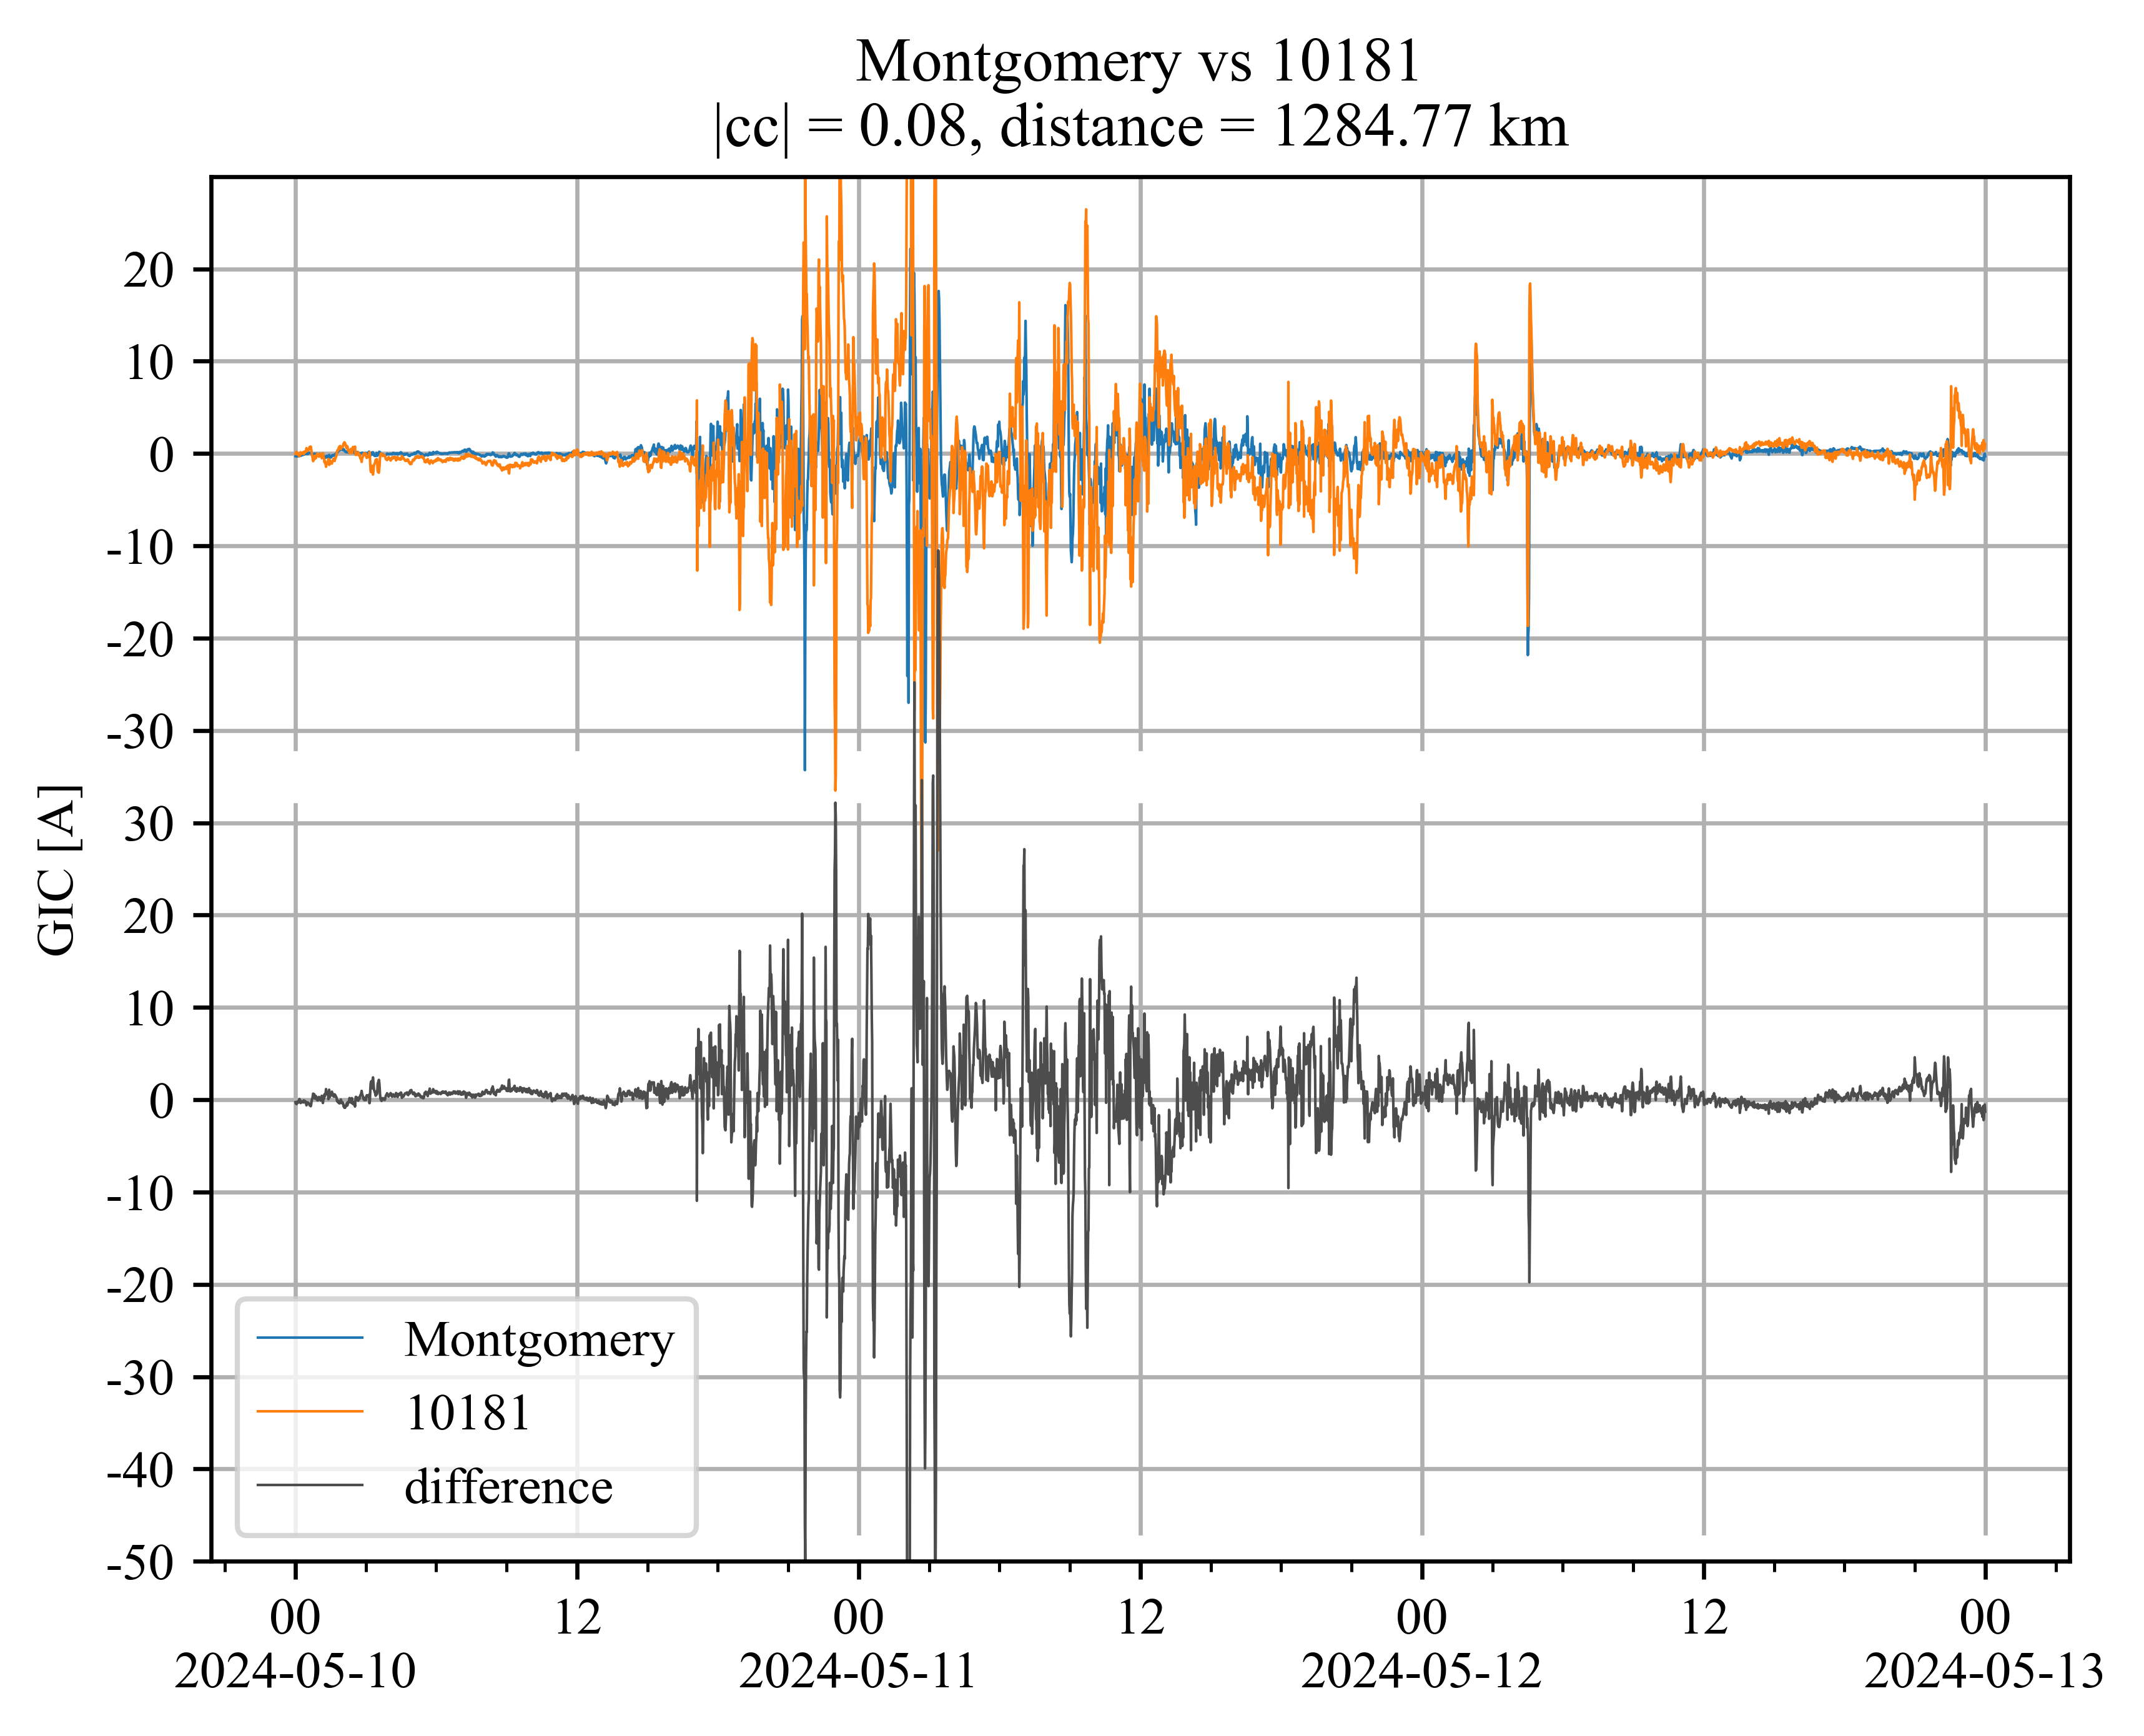 Montgomery vs 10181
|cc| = 0.08, distance = 1284.77 km
GIC [A]
20
10
0
-10
-20
-30
30
20
10
0
-10
-20
-30
-40
-50
Montgomery
10181
difference
00 12 00 12 00 12 00
2024-05-10 2024-05-11 2024-05-12 2024-05-13